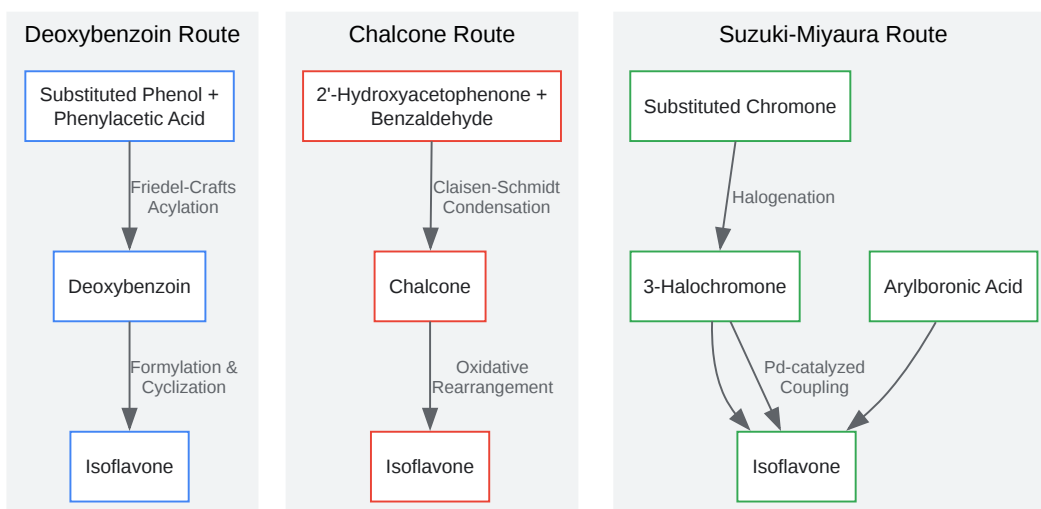 Deoxybenzoin Route
Substituted Phenol +
Phenylacetic Acid
Friedel-Crafts
Acylation
Deoxybenzoin
Formylation &
Cyclization
Isoflavone
Chalcone Route
2'-Hydroxyacetophenone +
Benzaldehyde
Claisen-Schmidt
Condensation
Chalcone
Oxidative
Rearrangement
Isoflavone
Suzuki-Miyaura Route
Substituted Chromone
Halogenation
3-Halochromone
Arylboronic Acid
Pd-catalyzed
Coupling
Isoflavone